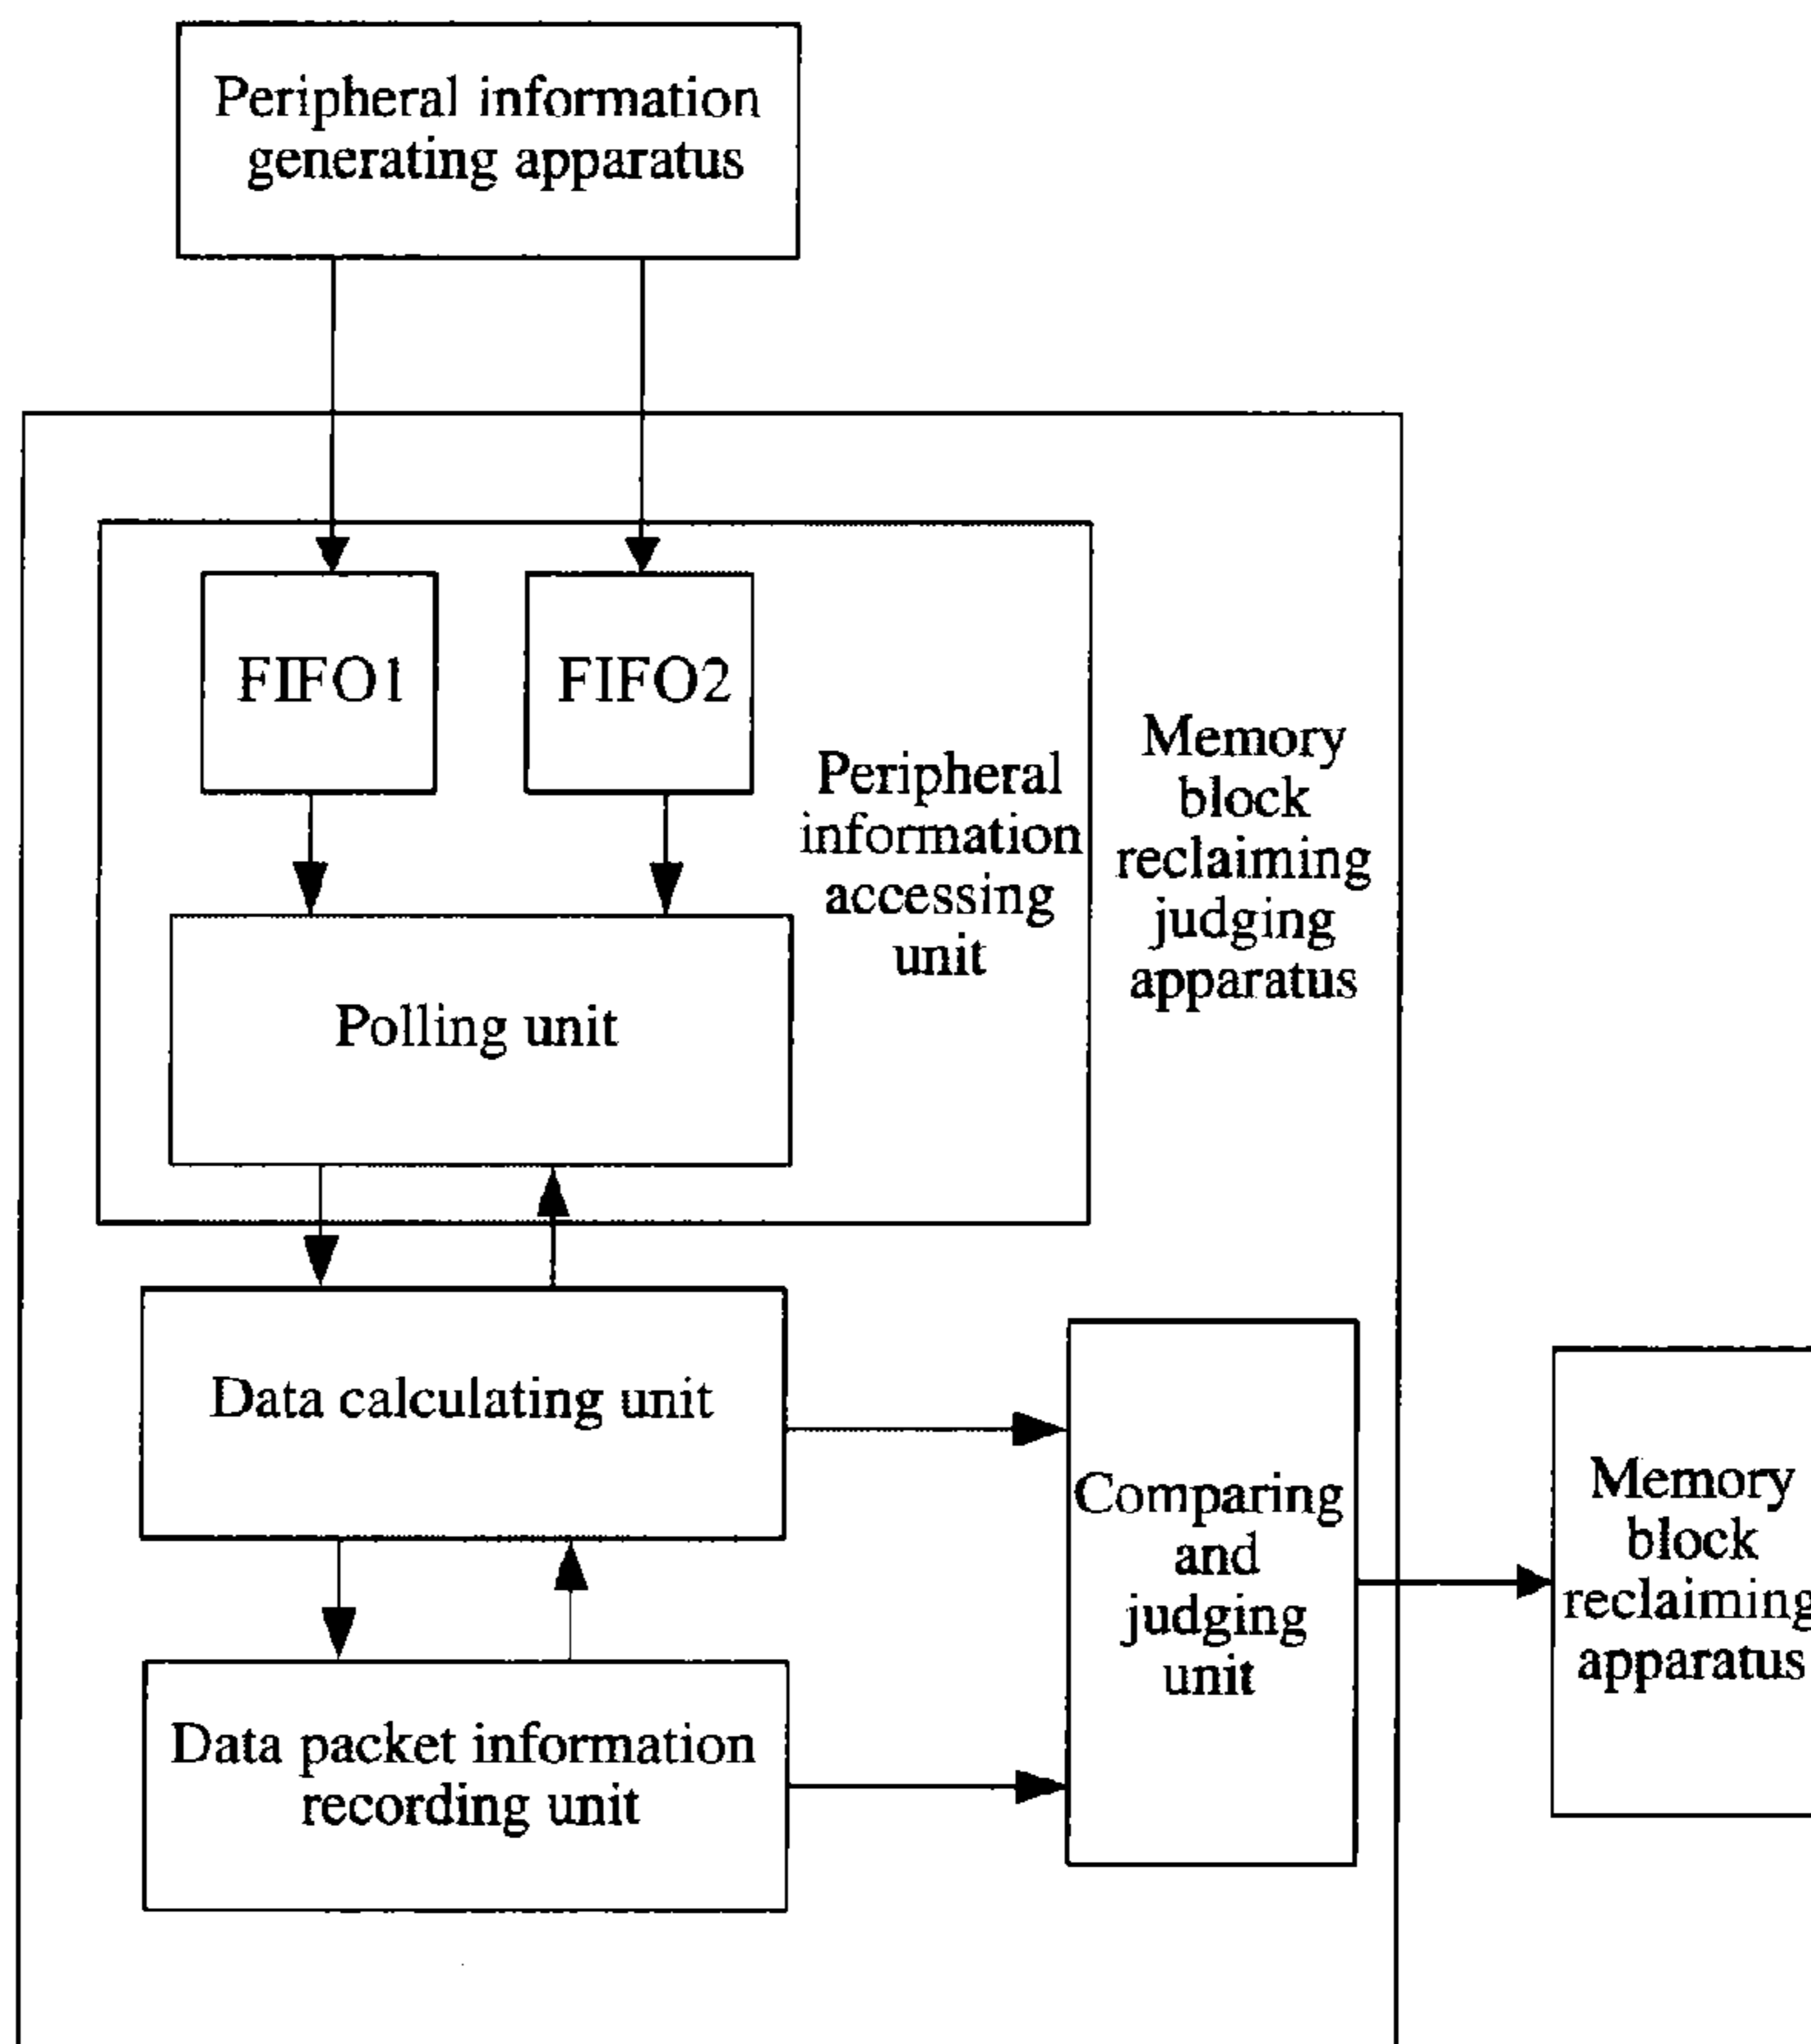 Peripheral information
generating apparatus
FIFO1
FIFO2
Peripheral
information
accessing
unit
Memory
block
reclaiming
judging
apparatus
Polling unit
Data calculating unit
Comparing
and
judging
unit
Memory
block
reclaiming
apparatus
Data packet information
recording unit